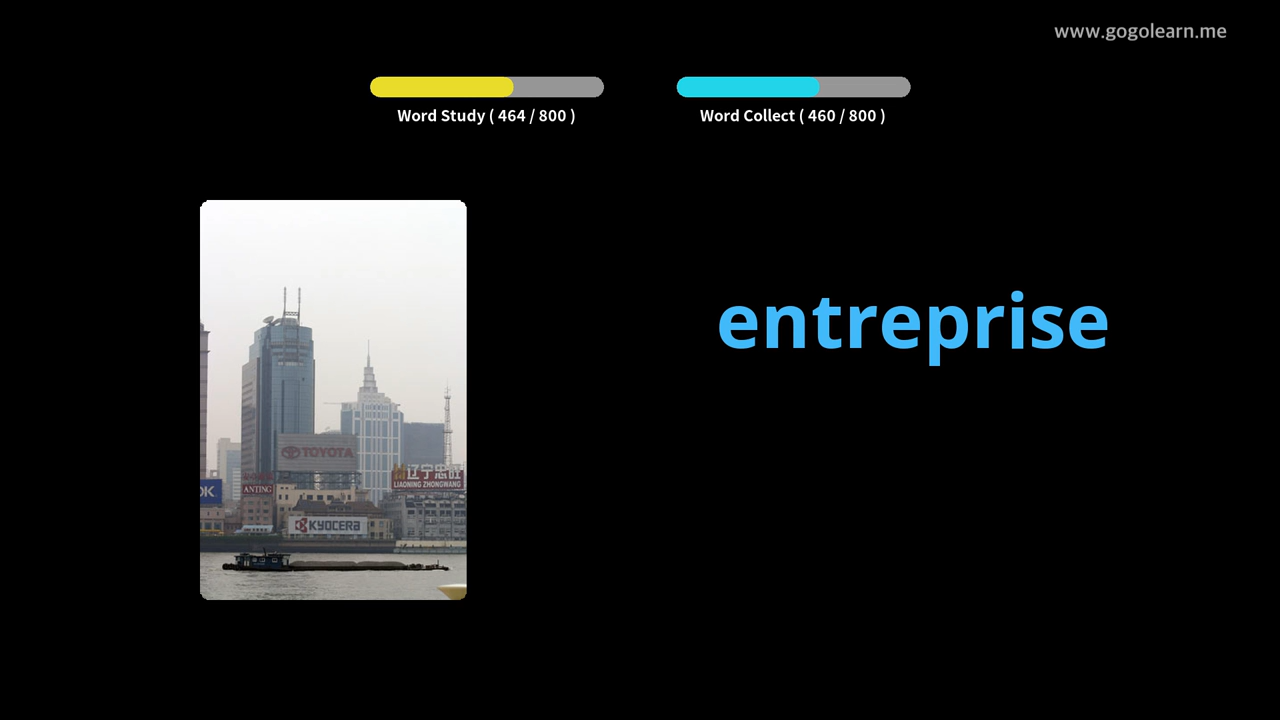 www.gogolearn.me
Word Study ( 464 / 800 )
Word Collect ( 460 / 800 )
entreprise
TOYOTA
辽宁忠旺
LIAONING ZHONGWANG
OK
ANTING
KYOCERA